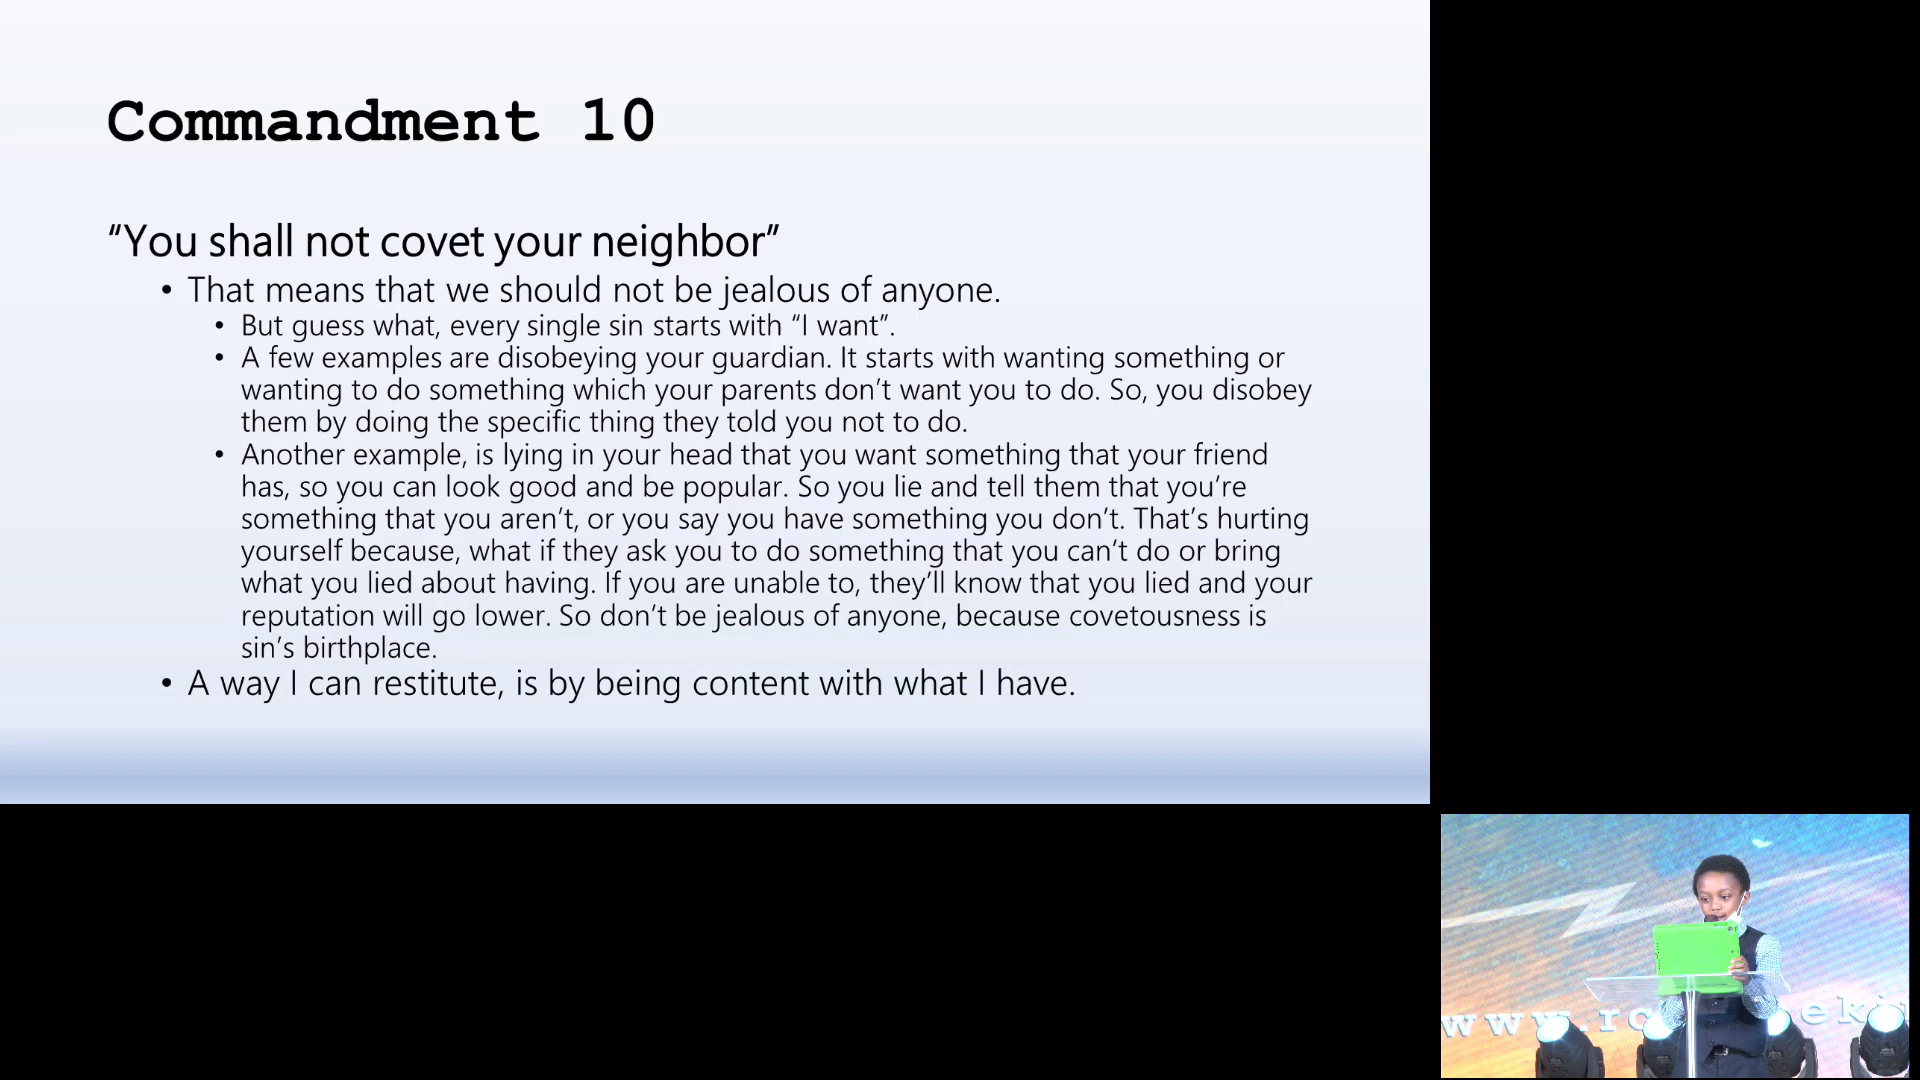 Commandment 10
“You shall not covet your neighbor”
• That means that we should not be jealous of anyone.
• But guess what, every single sin starts with “I want”.
• A few examples are disobeying your guardian. It starts with wanting something or
wanting to do something which your parents don’t want you to do. So, you disobey
them by doing the specific thing they told you not to do.
• Another example, is lying in your head that you want something that your friend
has, so you can look good and be popular. So you lie and tell them that you’re
something that you aren’t, or you say you have something you don’t. That’s hurting
yourself because, what if they ask you to do something that you can’t do or bring
what you lied about having. If you are unable to, they’ll know that you lied and your
reputation will go lower. So don’t be jealous of anyone, because covetousness is
sin’s birthplace.
• A way I can restitute, is by being content with what I have.